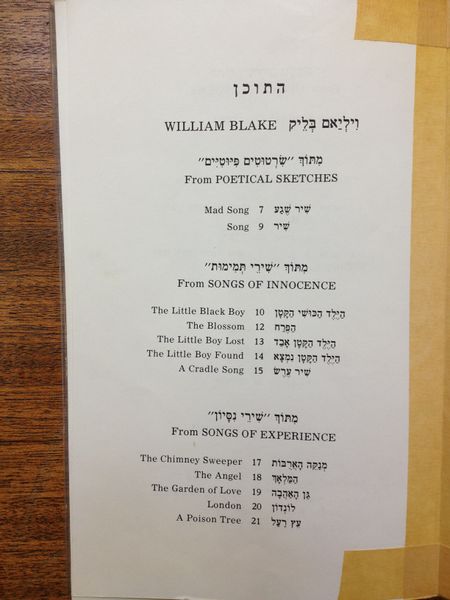 התוכן
WILLIAM BLAKE וִילְיַאם בְּלֵיק
מִתּוֹךְ ״שִׂרְטוּטִים פִּיּוּטִיִּים״
From POETICAL SKETCHES
Mad Song 7 שִׁיר שֶׁגַע
Song 9 שִׁיר
מִתּוֹךְ ״שִׁירֵי תְּמִימוּת״
From SONGS OF INNOCENCE
The Little Black Boy 10 הַיֶּלֶד הַכּוּשִׁי הַקָּטָן
The Blossom 12 הַפֶּרַח
The Little Boy Lost 13 הַיֶּלֶד הַקָּטָן אָבַד
The Little Boy Found 14 הַיֶּלֶד הַקָּטָן נִמְצָא
A Cradle Song 15 שִׁיר עֶרֶשׂ
מִתּוֹךְ ״שִׁירֵי נִסָּיוֹן״
From SONGS OF EXPERIENCE
The Chimney Sweeper 17 מְנַקֵּה הָאֲרֻבּוֹת
The Angel 18 הַמַּלְאָךְ
The Garden of Love 19 גַּן הָאַהֲבָה
London 20 לוֹנְדוֹן
A Poison Tree 21 עֵץ רַעַל